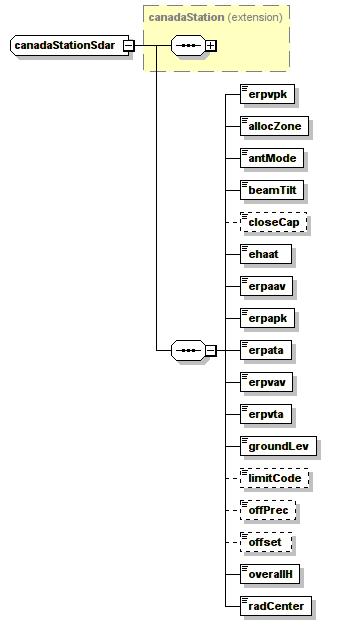 canadaStation (extension)
canadaStationSdar
erpvpk
allocZone
antMode
beamTilt
closeCap
ehaat
erpaav
erpapk
erpata
erpvav
erpvta
groundLev
limitCode
offPrec
offset
overallH
radCenter